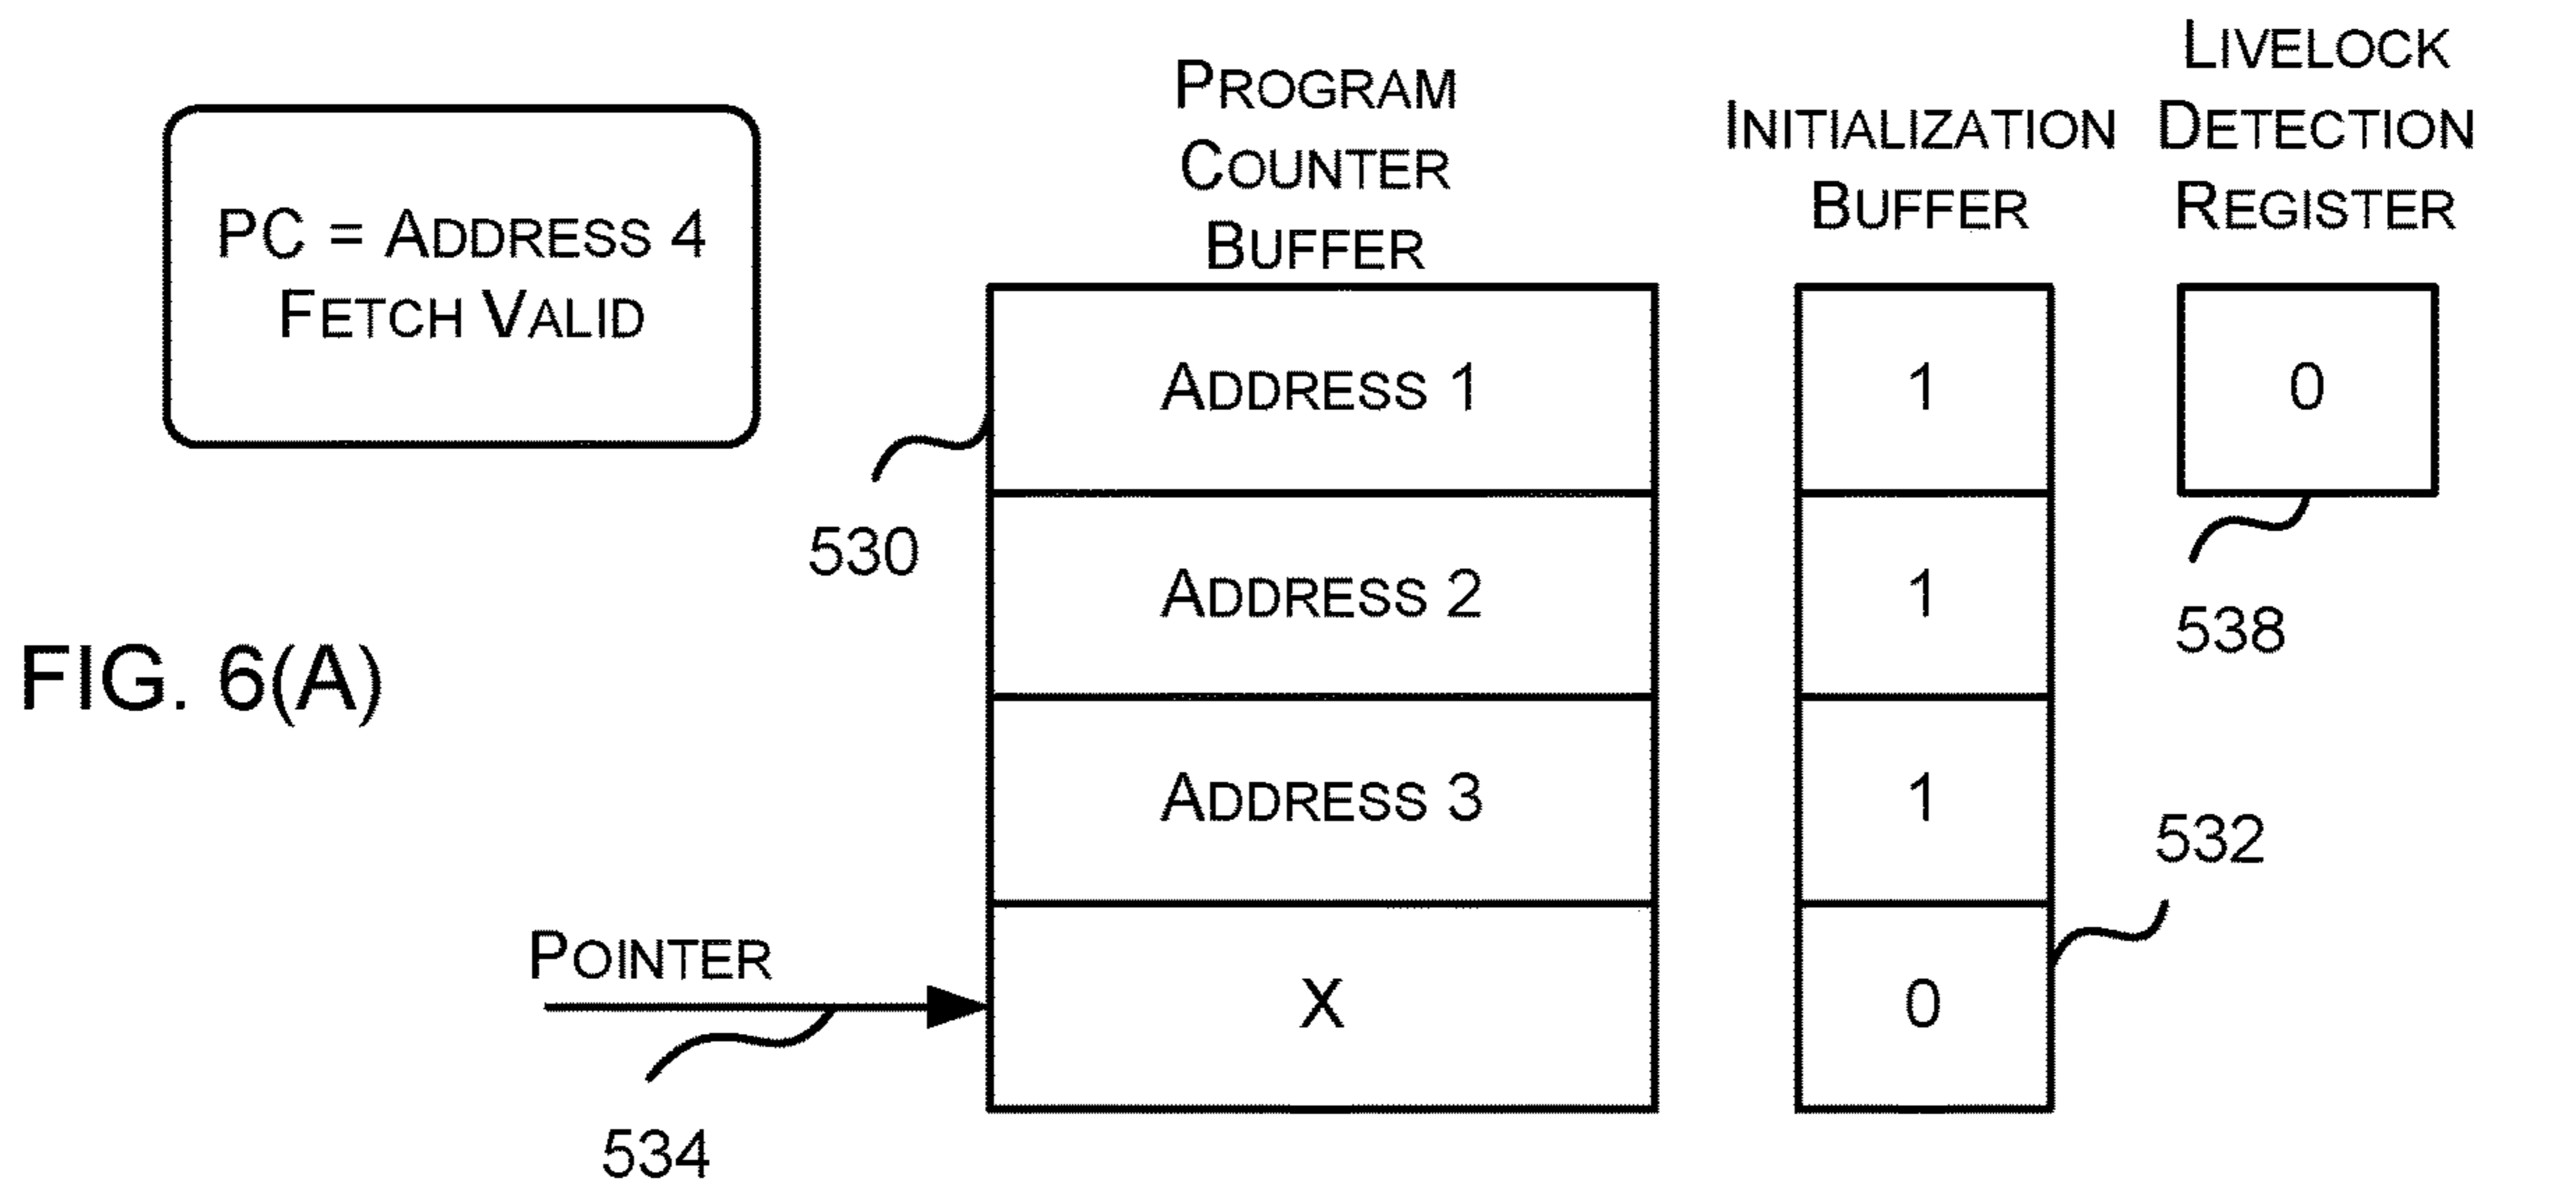 PC = ADDRESS 4
FETCH VALID
PROGRAM
COUNTER
BUFFER
INITIALIZATION
BUFFER
LIVELOCK
DETECTION
REGISTER
ADDRESS 1
1
0
530
ADDRESS 2
1
538
FIG. 6(A)
ADDRESS 3
1
532
POINTER
X
0
534